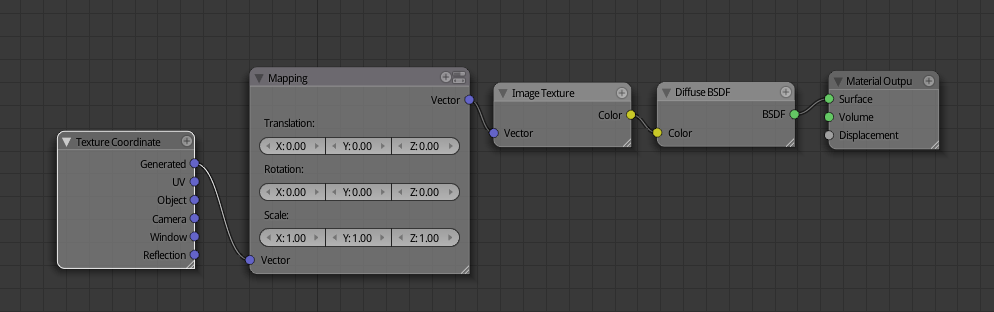 Texture Coordinate
Generated
UV
Object
Camera
Window
Reflection
Mapping
Vector
Translation:
X: 0.00 Y: 0.00 Z: 0.00
Rotation:
X: 0.00 Y: 0.00 Z: 0.00
Scale:
X: 1.00 Y: 1.00 Z: 1.00
Vector
Image Texture
Color
Vector
Diffuse BSDF
BSDF
Color
Material Outpu
Surface
Volume
Displacement